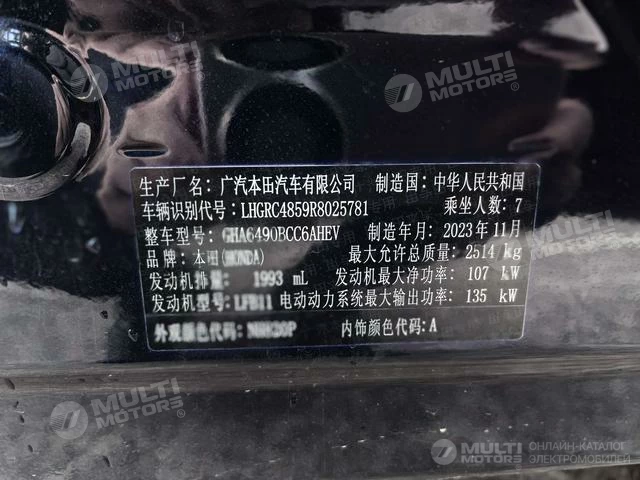 MULTI MOTORS®
MULTI MOTORS®
生产厂名：广汽本田汽车有限公司 制造国：中华人民共和国
车辆识别代号：LHGRC4859R8025781 乘坐人数：7
整车型号：GHA6490BCC6AHEV 制造年月：2023年11月
品牌：本田(HONDA) 最大允许总质量：2514 kg
发动机排量： 1993 mL 发动机最大净功率： 107 kW
发动机型号：LFB11 电动动力系统最大输出功率： 135 kW
外观颜色代码： 内饰颜色代码:A
MULTI MOTORS®
MULTI MOTORS®
MULTI MOTORS®
ОНЛАЙН-КАТАЛОГ
ЭЛЕКТРОМОБИЛЕЙ